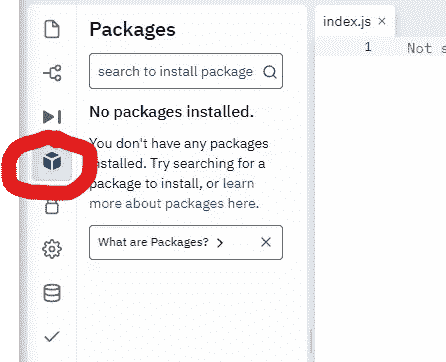 Packages
index.js ×
1 Not s
search to install package
No packages installed.
You don't have any packages
installed. Try searching for a
package to install, or learn
more about packages here.
What are Packages?